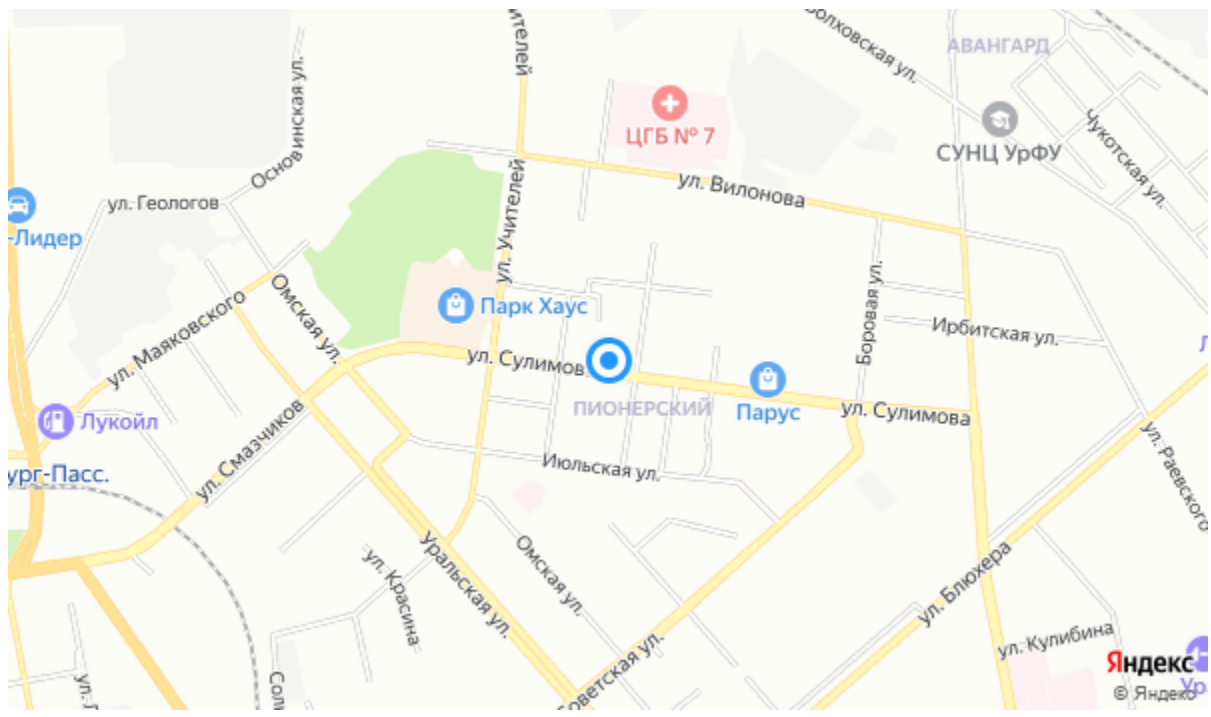 Волховская ул.
АВАНГАРД
Учителей
Чукотская ул.
ЦГБ № 7
СУНЦ УрФУ
Основинская ул.
ул. Вилонова
ул. Геологов
-Лидер
ул. Учителей
Парк Хаус
Омская ул.
ул. Маяковского
Боровая ул.
Ирбитская ул.
ул. Сулимова
ПИОНЕРСКИЙ
Парус
ул. Сулимова
Лукойл
ул. Смазчиков
ург-Пасс.
Июльская ул.
ул. Раевского
Уральская ул.
ул. Красина
Омская ул.
ул. Блюхера
ул. Кулибина
Советская ул.
Яндекс
© Яндекс